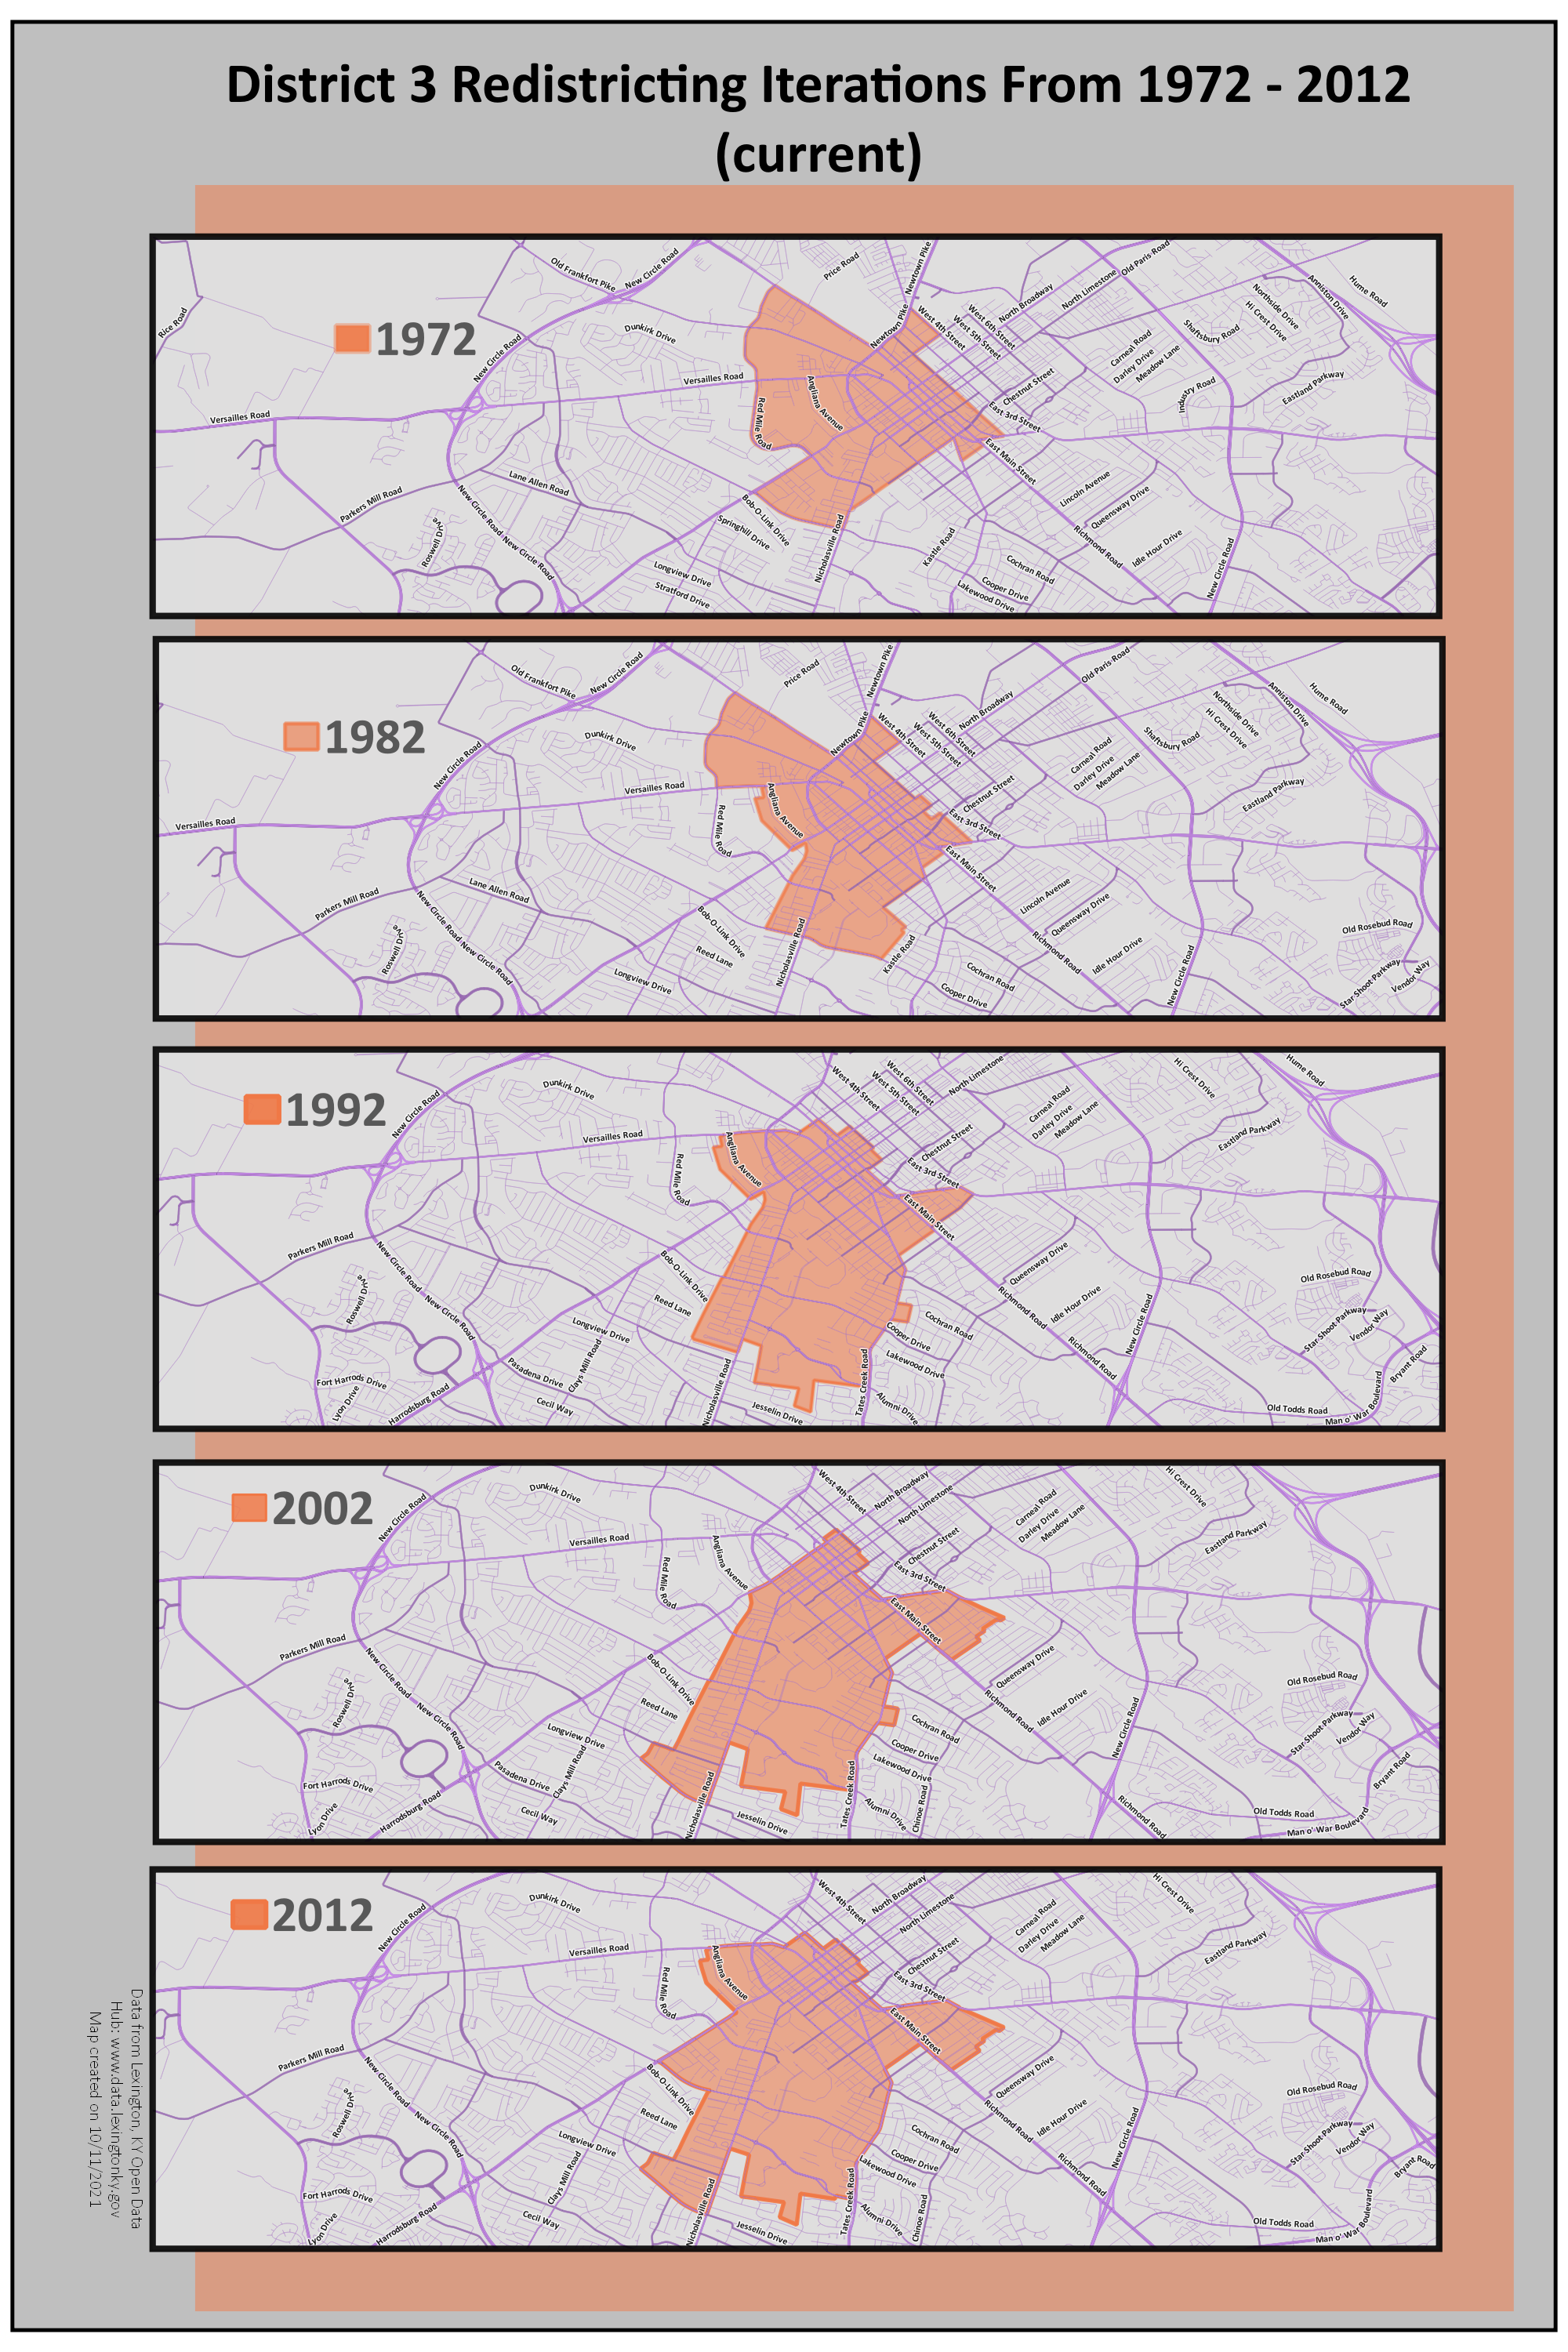 District 3 Redistricting Iterations From 1972 - 2012
(current)
1972
Rice Road
Old Frankfort Pike
New Circle Road
Price Road
Newtown Pike
Old Paris Road
North Broadway
North Limestone
Anniston Drive
Hume Road
Northside Drive
Hi Crest Drive
West 6th Street
West 4th Street
West 5th Street
Newtown Pike
Shaftsbury Road
Carneal Road
Darley Drive
Meadow Lane
Dunkirk Drive
New Circle Road
Versailles Road
Angliana Avenue
Red Mile Road
Chestnut Street
East 3rd Street
Industry Road
Eastland Parkway
Versailles Road
East Main Street
Lane Allen Road
Parkers Mill Road
New Circle Road
New Circle Road
Roswell Drive
Bob-O-Link Drive
Springhill Drive
Nicholasville Road
Lincoln Avenue
Queensway Drive
Richmond Road
Idle Hour Drive
Kastle Road
Cochran Road
Cooper Drive
Lakewood Drive
New Circle Road
Longview Drive
Stratford Drive
1982
Old Frankfort Pike
New Circle Road
Price Road
Newtown Pike
Old Paris Road
North Broadway
Anniston Drive
Hume Road
Northside Drive
Hi Crest Drive
West 6th Street
West 4th Street
West 5th Street
Newtown Pike
Shaftsbury Road
Carneal Road
Darley Drive
Meadow Lane
Dunkirk Drive
New Circle Road
Versailles Road
Angliana Avenue
Red Mile Road
Chestnut Street
East 3rd Street
Eastland Parkway
Versailles Road
East Main Street
Lane Allen Road
Parkers Mill Road
New Circle Road
New Circle Road
Roswell Drive
Bob-O-Link Drive
Reed Lane
Nicholasville Road
Lincoln Avenue
Queensway Drive
Richmond Road
Idle Hour Drive
Kastle Road
Cochran Road
Cooper Drive
New Circle Road
Longview Drive
Old Rosebud Road
Star Shoot Parkway
Vendor Way
1992
Dunkirk Drive
New Circle Road
West 4th Street
West 6th Street
West 5th Street
North Limestone
Hi Crest Drive
Hume Road
Carneal Road
Darley Drive
Meadow Lane
Versailles Road
Angliana Avenue
Red Mile Road
Chestnut Street
East 3rd Street
Eastland Parkway
East Main Street
Parkers Mill Road
New Circle Road
New Circle Road
Roswell Drive
Bob-O-Link Drive
Reed Lane
Queensway Drive
Richmond Road
Idle Hour Drive
Old Rosebud Road
Star Shoot Parkway
Vendor Way
Longview Drive
Clays Mill Road
Pasadena Drive
Cecil Way
Cochran Road
Cooper Drive
Lakewood Drive
New Circle Road
Richmond Road
Bryant Road
Fort Harrods Drive
Lyon Drive
Harrodsburg Road
Nicholasville Road
Jesselin Drive
Tates Creek Road
Alumni Drive
Old Todds Road
Man o' War Boulevard
2002
Dunkirk Drive
New Circle Road
West 4th Street
North Broadway
North Limestone
Hi Crest Drive
Carneal Road
Darley Drive
Meadow Lane
Versailles Road
Angliana Avenue
Red Mile Road
Chestnut Street
East 3rd Street
Eastland Parkway
East Main Street
Parkers Mill Road
New Circle Road
New Circle Road
Roswell Drive
Bob-O-Link Drive
Reed Lane
Queensway Drive
Richmond Road
Idle Hour Drive
Old Rosebud Road
Star Shoot Parkway
Vendor Way
Longview Drive
Clays Mill Road
Pasadena Drive
Cecil Way
Cochran Road
Cooper Drive
Lakewood Drive
New Circle Road
Bryant Road
Fort Harrods Drive
Lyon Drive
Harrodsburg Road
Nicholasville Road
Jesselin Drive
Tates Creek Road
Alumni Drive
Chinoe Road
Richmond Road
Old Todds Road
Man o' War Boulevard
2012
Dunkirk Drive
New Circle Road
West 4th Street
North Broadway
North Limestone
Hi Crest Drive
Carneal Road
Darley Drive
Meadow Lane
Versailles Road
Angliana Avenue
Red Mile Road
Chestnut Street
East 3rd Street
Eastland Parkway
East Main Street
Parkers Mill Road
New Circle Road
New Circle Road
Roswell Drive
Bob-O-Link Drive
Reed Lane
Queensway Drive
Richmond Road
Idle Hour Drive
Old Rosebud Road
Star Shoot Parkway
Vendor Way
Longview Drive
Clays Mill Road
Cecil Way
Cochran Road
Cooper Drive
Lakewood Drive
New Circle Road
Richmond Road
Bryant Road
Fort Harrods Drive
Lyon Drive
Harrodsburg Road
Nicholasville Road
Jesselin Drive
Tates Creek Road
Alumni Drive
Chinoe Road
Old Todds Road
Man o' War Boulevard
Data from Lexington, KY Open Data
Hub: www.data.lexingtonky.gov
Map created on 10/11/2021